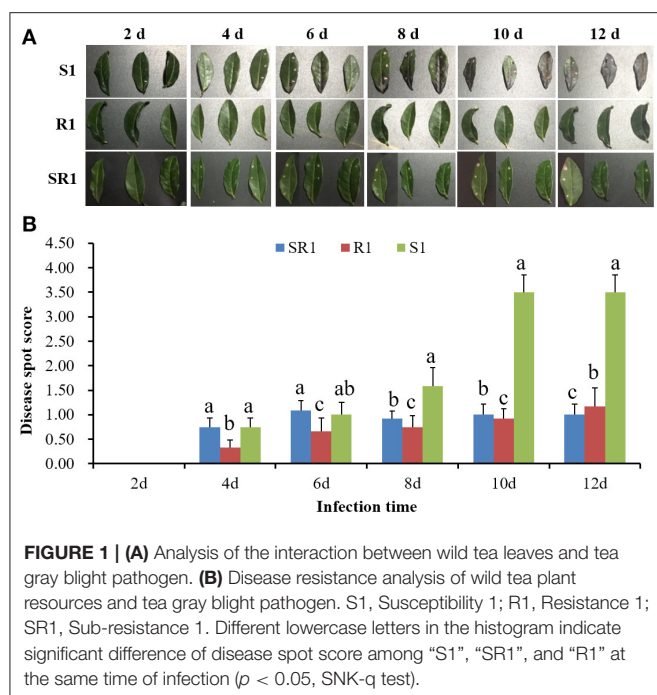 A
2 d 4 d 6 d 8 d 10 d 12 d
S1
R1
SR1
B
SR1 R1 S1
4.50
4.00
3.50
3.00
2.50
2.00
1.50
1.00
0.50
0.00
Disease spot score
a b a
a c ab
b c a
b c a
c b a
2d 4d 6d 8d 10d 12d
Infection time
FIGURE 1 | (A) Analysis of the interaction between wild tea leaves and tea
gray blight pathogen. (B) Disease resistance analysis of wild tea plant
resources and tea gray blight pathogen. S1, Susceptibility 1; R1, Resistance 1;
SR1, Sub-resistance 1. Different lowercase letters in the histogram indicate
significant difference of disease spot score among “S1”, “SR1”, and “R1” at
the same time of infection (p < 0.05, SNK-q test).